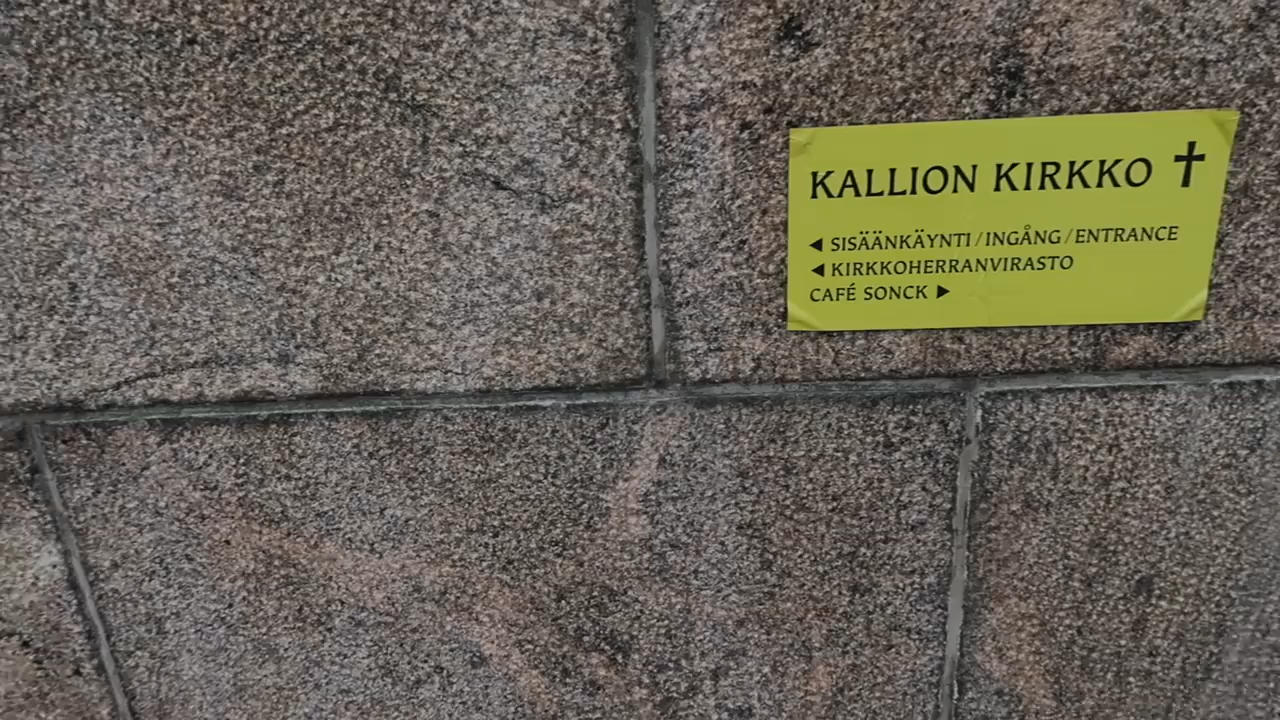 KALLION KIRKKO
◀ SISÄÄNKÄYNTI / INGÅNG / ENTRANCE
◀ KIRKKOHERRANVIRASTO
CAFÉ SONCK ▶